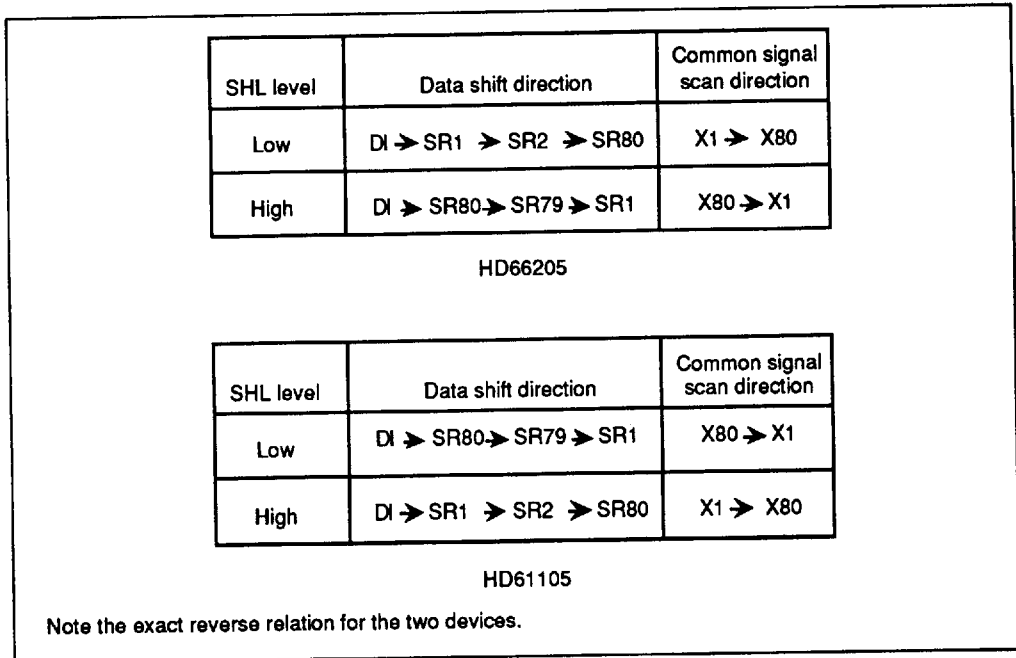 SHL level Data shift direction Common signal scan direction
Low DI → SR1 → SR2 → SR80 X1 → X80
High DI → SR80 → SR79 → SR1 X80 → X1
HD66205
SHL level Data shift direction Common signal scan direction
Low DI → SR80 → SR79 → SR1 X80 → X1
High DI → SR1 → SR2 → SR80 X1 → X80
HD61105
Note the exact reverse relation for the two devices.